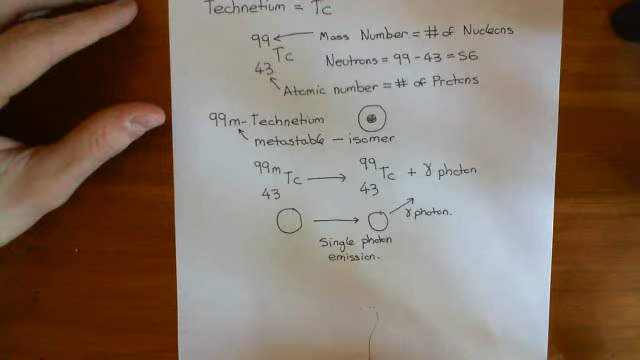 Technetium = Tc
99 ← Mass Number = # of Nucleons
Tc
Neutrons = 99 - 43 = 56
43
Atomic number = # of Protons
99m- Technetium
metastable - isomer
99m Tc → 99 Tc + γ photon
43 43
γ photon.
Single photon
emission.